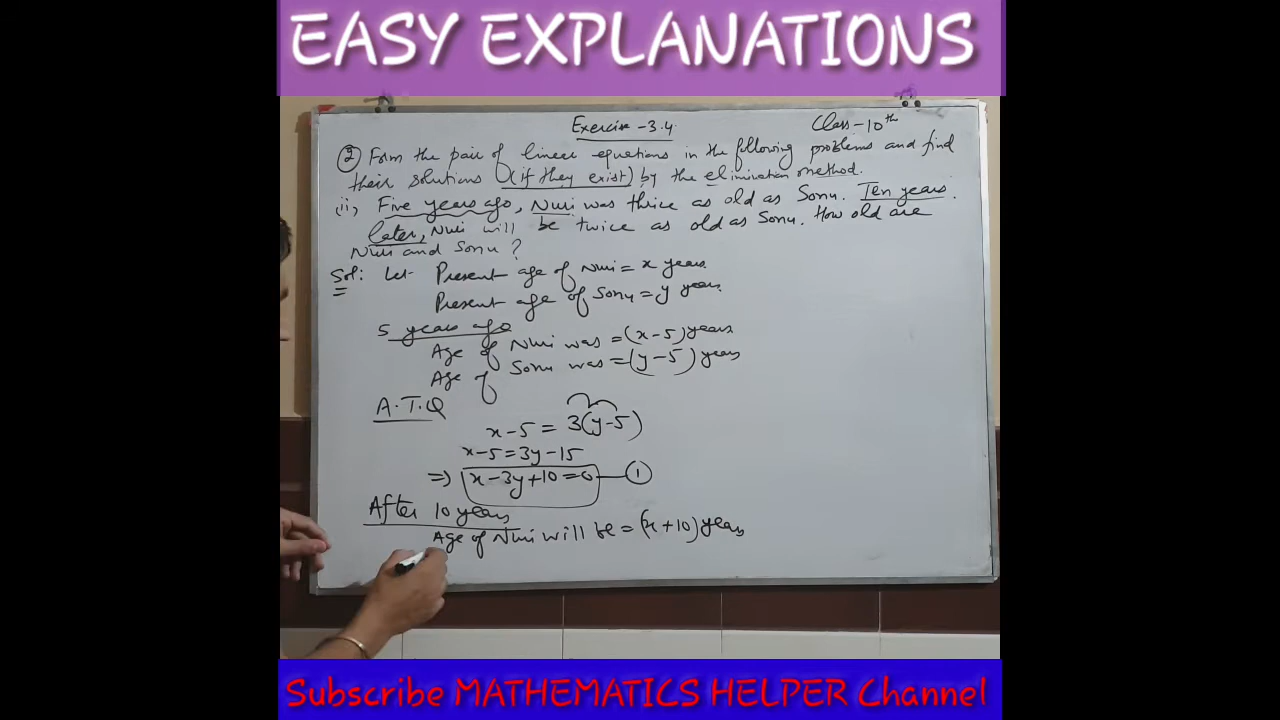 EASY EXPLANATIONS
Exercise - 3.4
Class - 10th
② Form the pair of linear equations in the following problems and find
their solutions (if they exist) by the elimination method.
(ii) Five years ago, Nuri was thrice as old as Sonu. Ten years
later, Nuri will be twice as old as Sonu. How old are
Nuri and Sonu?
Sol: Let Present age of Nuri = x years
Present age of Sonu = y years
5 years ago
Age of Nuri was = (x-5) years
Age of Sonu was = (y-5) years
A.T.Q
x-5 = 3(y-5)
x-5 = 3y-15
⇒ x-3y+10=0 — ①
After 10 years
Age of Nuri will be = (x+10) years
Subscribe MATHEMATICS HELPER Channel